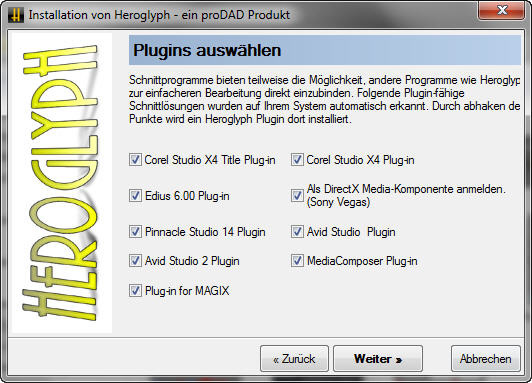 Installation von Heroglyph - ein proDAD Produkt
HEROGLYPH
Plugins auswählen
Schnittprogramme bieten teilweise die Möglichkeit, andere Programme wie Heroglyp
zur einfacheren Bearbeitung direkt einzubinden. Folgende Plugin-fähige
Schnittlösungen wurden auf Ihrem System automatisch erkannt. Durch abhaken de
Punkte wird ein Heroglyph Plugin dort installiert.
Corel Studio X4 Title Plug-in
Corel Studio X4 Plug-in
Edius 6.00 Plug-in
Als DirectX Media-Komponente anmelden.
(Sony Vegas)
Pinnacle Studio 14 Plugin
Avid Studio Plugin
Avid Studio 2 Plugin
MediaComposer Plug-in
Plug-in for MAGIX
« Zurück
Weiter »
Abbrechen